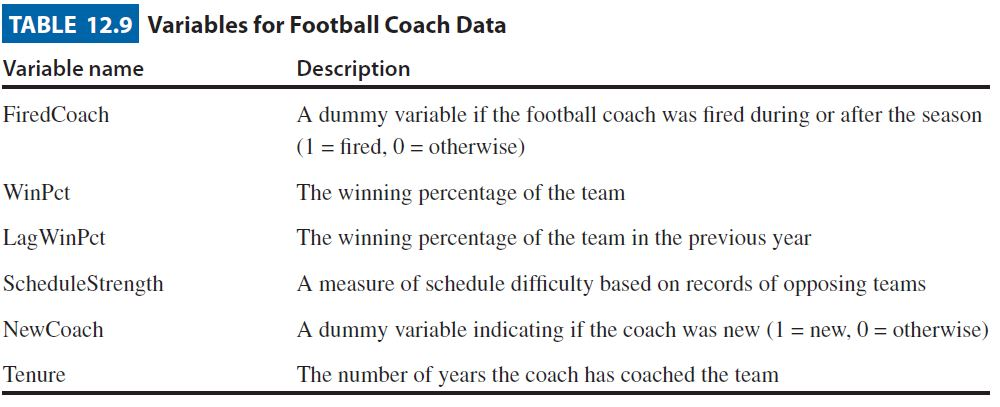 TABLE 12.9 Variables for Football Coach Data
Variable name Description
FiredCoach A dummy variable if the football coach was fired during or after the season
(1 = fired, 0 = otherwise)
WinPct The winning percentage of the team
LagWinPct The winning percentage of the team in the previous year
ScheduleStrength A measure of schedule difficulty based on records of opposing teams
NewCoach A dummy variable indicating if the coach was new (1 = new, 0 = otherwise)
Tenure The number of years the coach has coached the team